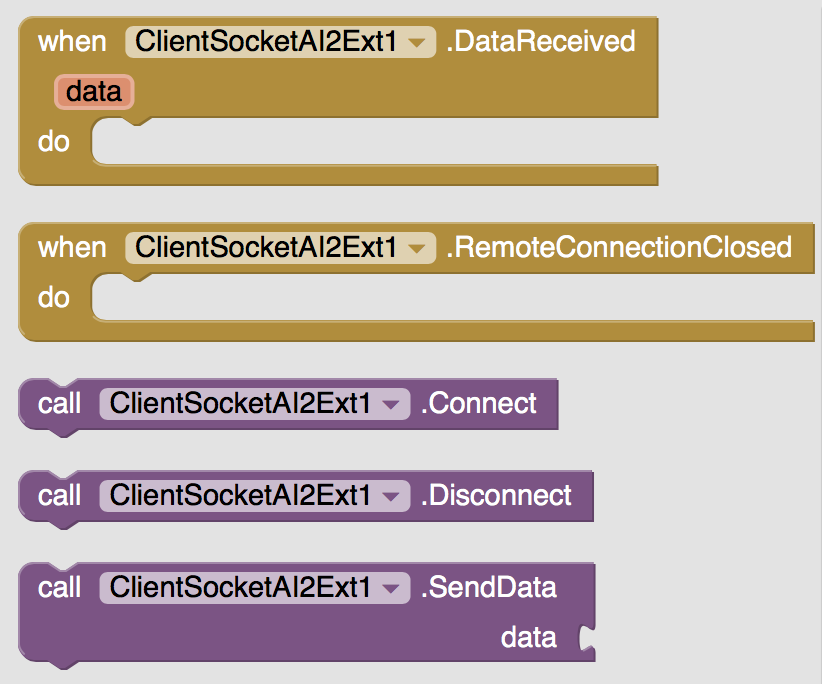 when ClientSocketAI2Ext1 .DataReceived
data
do
when ClientSocketAI2Ext1 .RemoteConnectionClosed
do
call ClientSocketAI2Ext1 .Connect
call ClientSocketAI2Ext1 .Disconnect
call ClientSocketAI2Ext1 .SendData
data